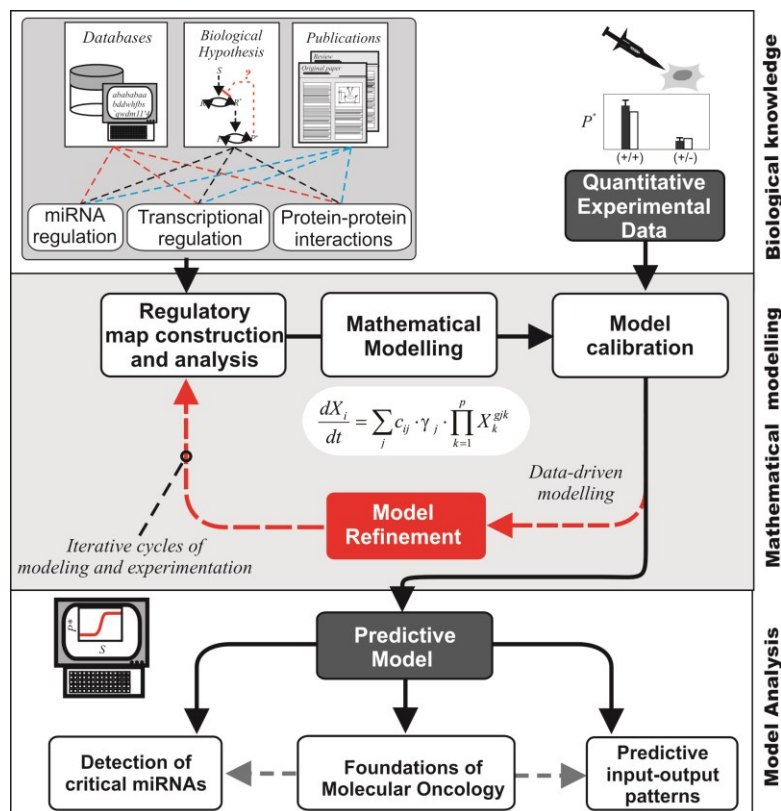 Databases
Biological
Hypothesis
Publications
Review
Original paper
abababaa
bddwhfbs
S
?
R*
P*
miRNA
regulation
Transcriptional
regulation
Protein-protein
interactions
P*
(+/+)
(+/-)
Quantitative
Experimental
Data
Biological knowledge
Regulatory
map construction
and analysis
Mathematical
Modelling
Model
calibration
dX_i/dt = ∑_j c_ij · γ_j · ∏_{k=1}^{p} X_k^{gjk}
Data-driven
modelling
Model
Refinement
Iterative cycles of
modeling and experimentation
Mathematical modelling
P*
S
Predictive
Model
Detection of
critical miRNAs
Foundations of
Molecular Oncology
Predictive
input-output
patterns
Model Analysis